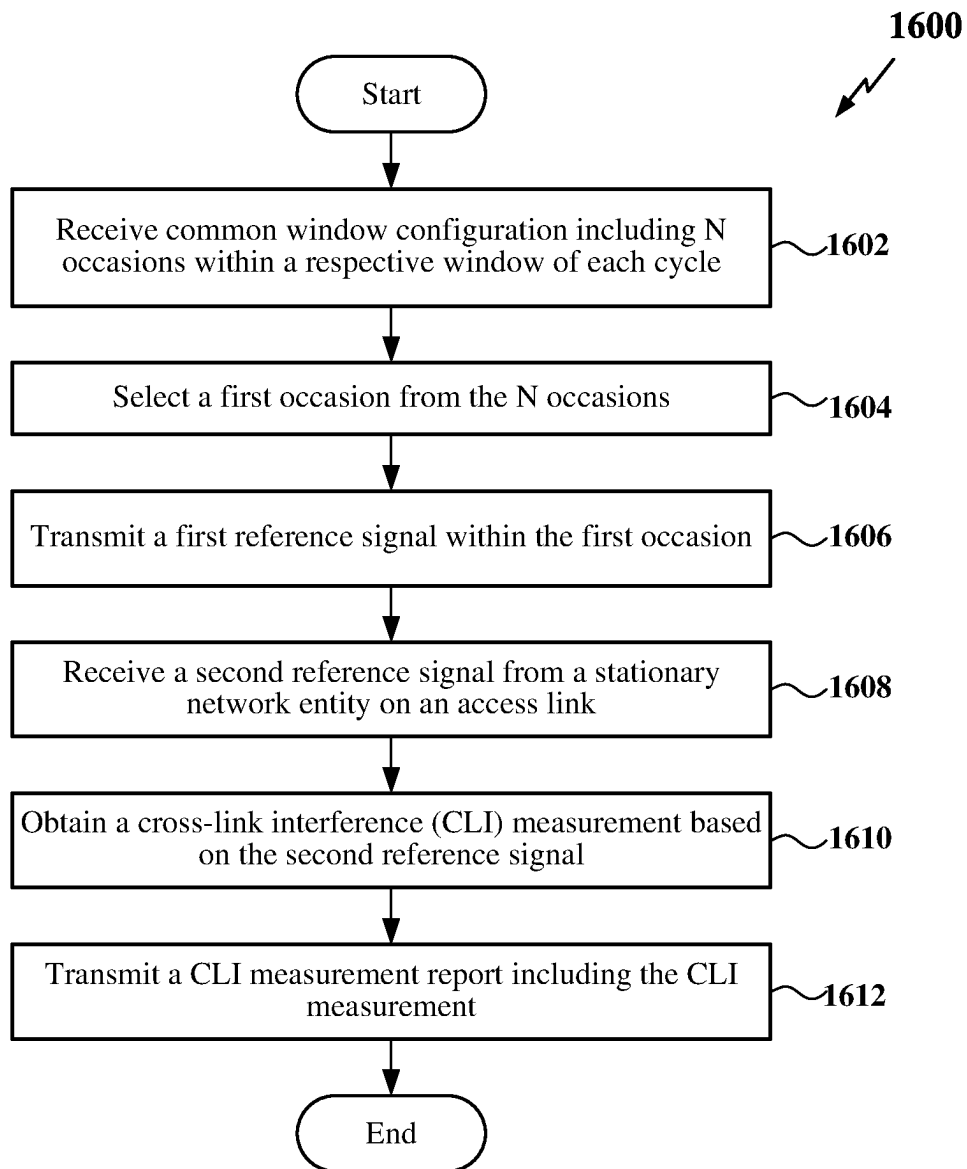 1600
Start
Receive common window configuration including N
occasions within a respective window of each cycle
1602
Select a first occasion from the N occasions
1604
Transmit a first reference signal within the first occasion
1606
Receive a second reference signal from a stationary
network entity on an access link
1608
Obtain a cross-link interference (CLI) measurement based
on the second reference signal
1610
Transmit a CLI measurement report including the CLI
measurement
1612
End